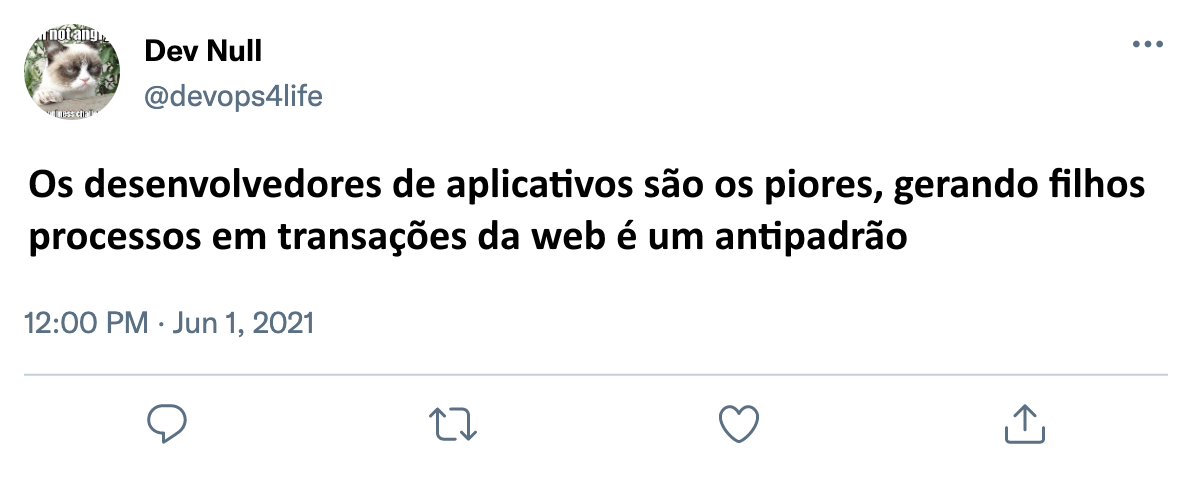 Dev Null
@devops4life
Os desenvolvedores de aplicativos são os piores, gerando filhos
processos em transações da web é um antipadrão
12:00 PM · Jun 1, 2021